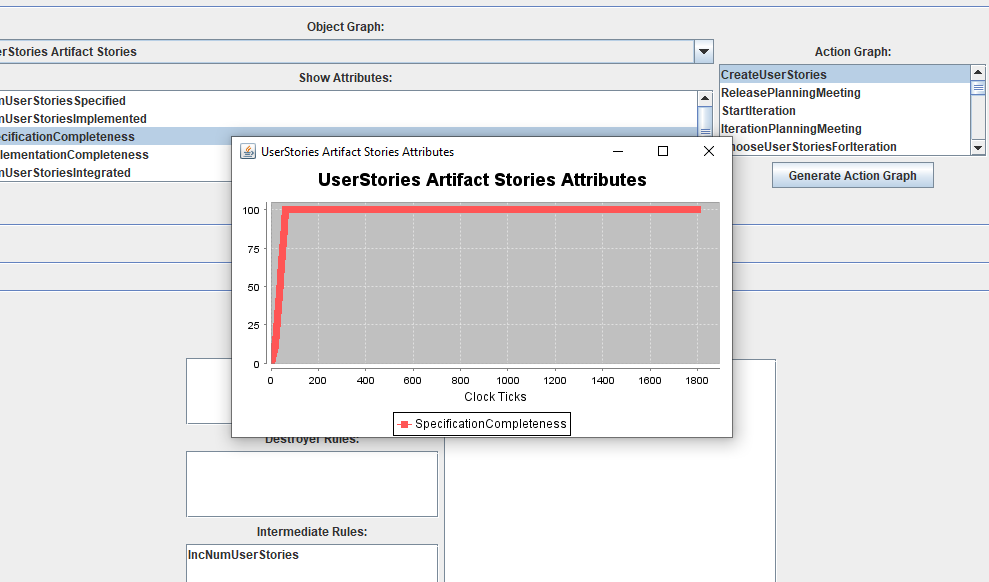 Object Graph:
erStories Artifact Stories
Action Graph:
Show Attributes:
CreateUserStories
ReleasePlanningMeeting
StartIteration
IterationPlanningMeeting
hooseUserStoriesForIteration
Generate Action Graph
nUserStoriesSpecified
nUserStoriesImplemented
ecificationCompleteness
plementationCompleteness
nUserStoriesIntegrated
UserStories Artifact Stories Attributes
UserStories Artifact Stories Attributes
100
75
50
25
0
0 200 400 600 800 1000 1200 1400 1600 1800
Clock Ticks
SpecificationCompleteness
Destroyer Rules:
Intermediate Rules:
IncNumUserStories